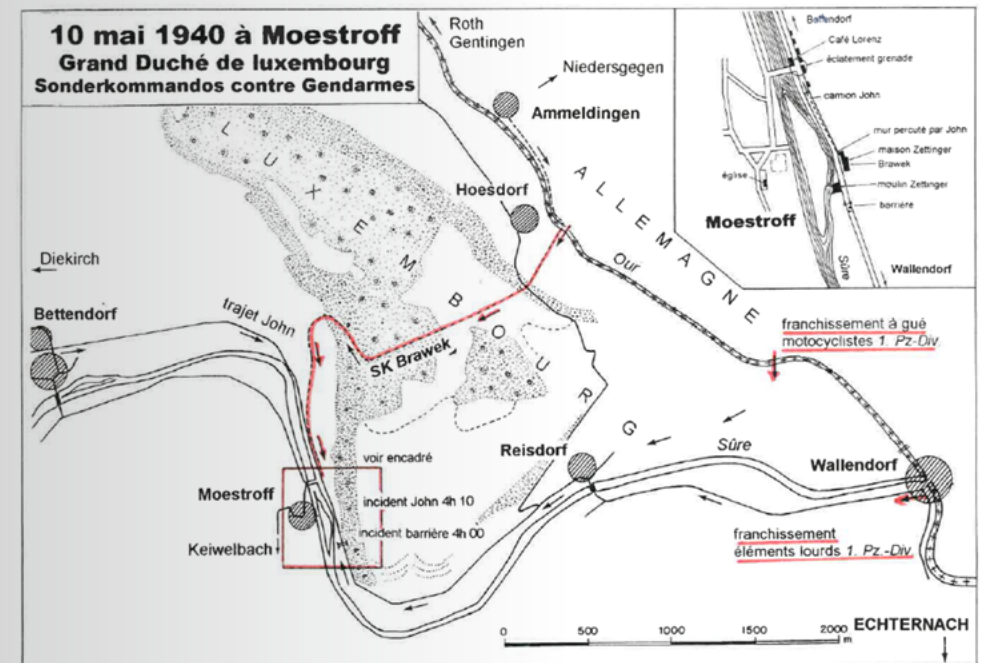 10 mai 1940 à Moestroff
Grand Duché de luxembourg
Sonderkommandos contre Gendarmes
Roth
Gentingen
Niedersgegen
Ammeldingen
Hoesdorf
ALLEMAGNE
Our
LUXEMBOURG
Diekirch
Bettendorf
trajet John
SK Brawek
franchissement à gué
motocyclistes 1. Pz-Div.
voir encadré
Reisdorf
Sûre
Wallendorf
Moestroff
incident John 4h 10
incident barrière 4h 00
Keiwelbach
franchissement
éléments lourds 1. Pz.-Div.
0 500 1000 1500 2000
m
ECHTERNACH
Bettendorf
Café Lorenz
éclatement grenade
camion John
mur percuté par John
maison Zettinger
Brawek
église
moulin Zettinger
barrière
Moestroff
Sûre
Wallendorf